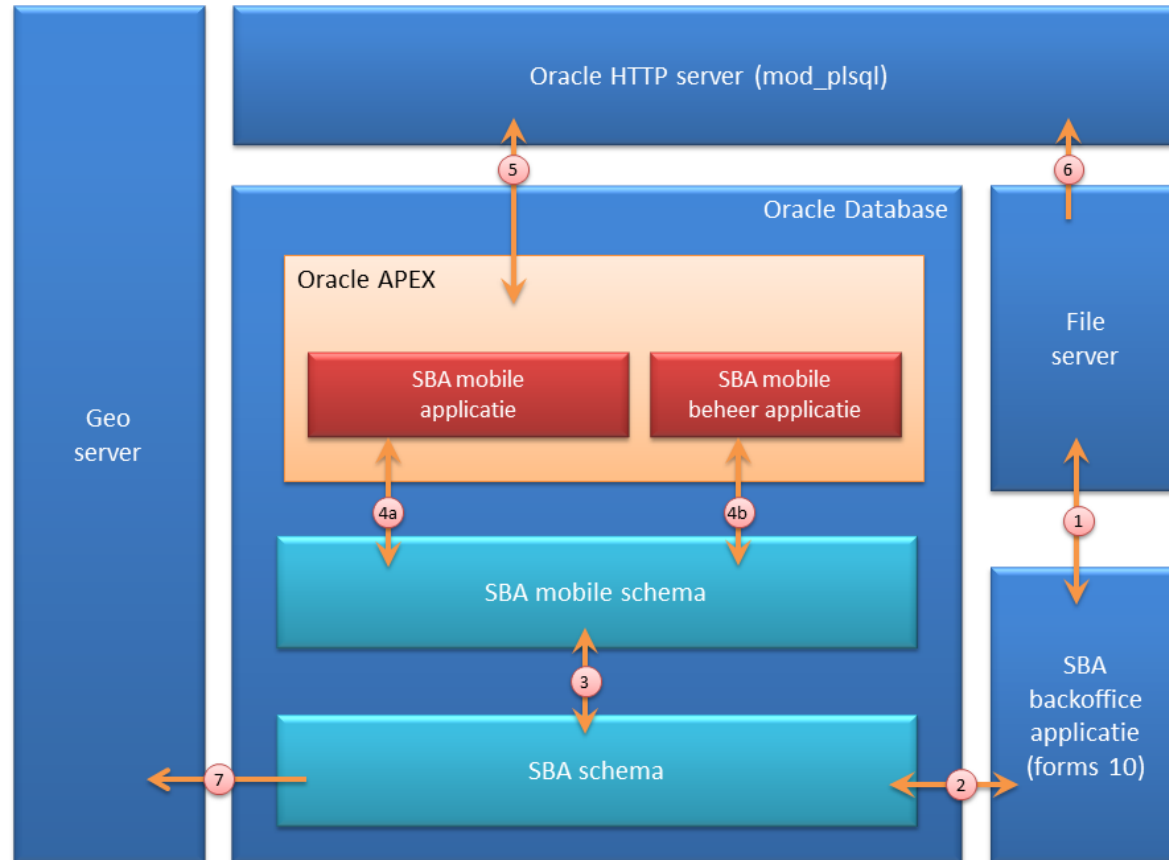 Oracle HTTP server (mod_plsql)
5
6
Oracle Database
Oracle APEX
SBA mobile
applicatie
SBA mobile
beheer applicatie
File
server
Geo
server
4a
4b
1
SBA mobile schema
3
SBA
backoffice
applicatie
(forms 10)
SBA schema
7
2